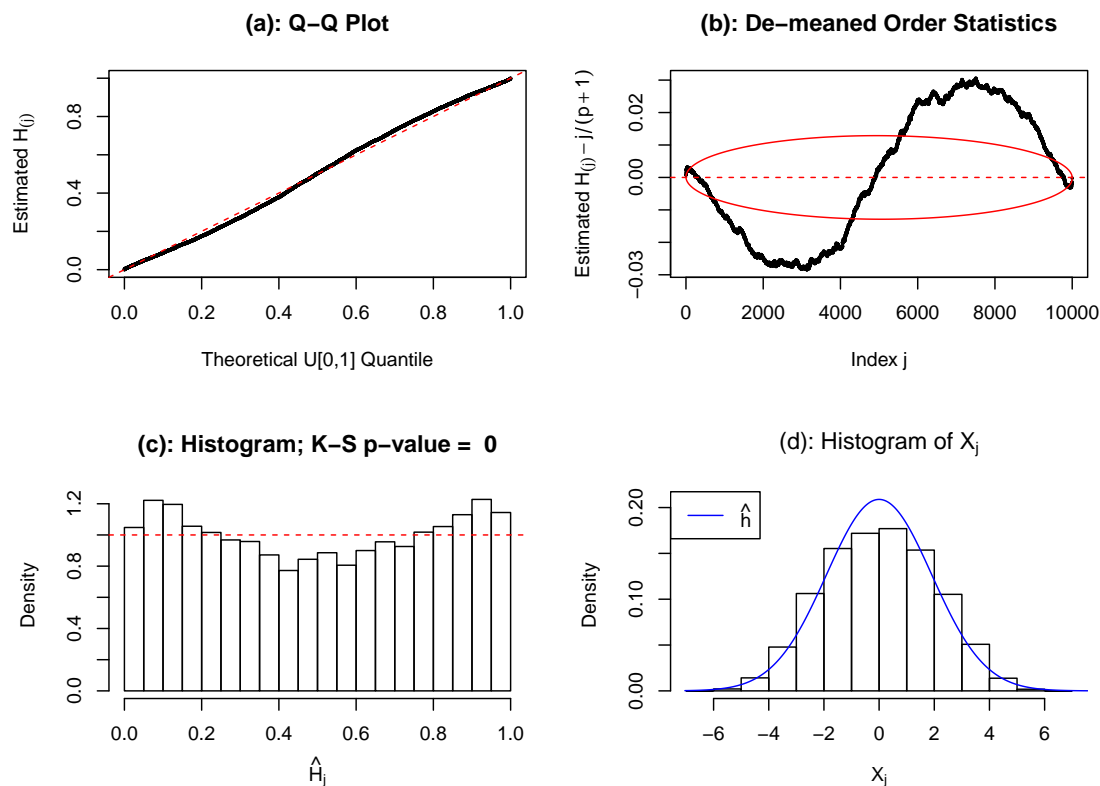 (a): Q−Q Plot
Estimated H(j)
0.0 0.4 0.8
0.0 0.2 0.4 0.6 0.8 1.0
Theoretical U[0,1] Quantile
(b): De−meaned Order Statistics
Estimated H(j) − j/(p + 1)
−0.03 0.00 0.02
0 2000 4000 6000 8000 10000
Index j
(c): Histogram; K−S p−value = 0
Density
0.0 0.4 0.8 1.2
0.0 0.2 0.4 0.6 0.8 1.0
Ĥj
(d): Histogram of Xj
Density
0.00 0.10 0.20
ĥ
−6 −4 −2 0 2 4 6
Xj